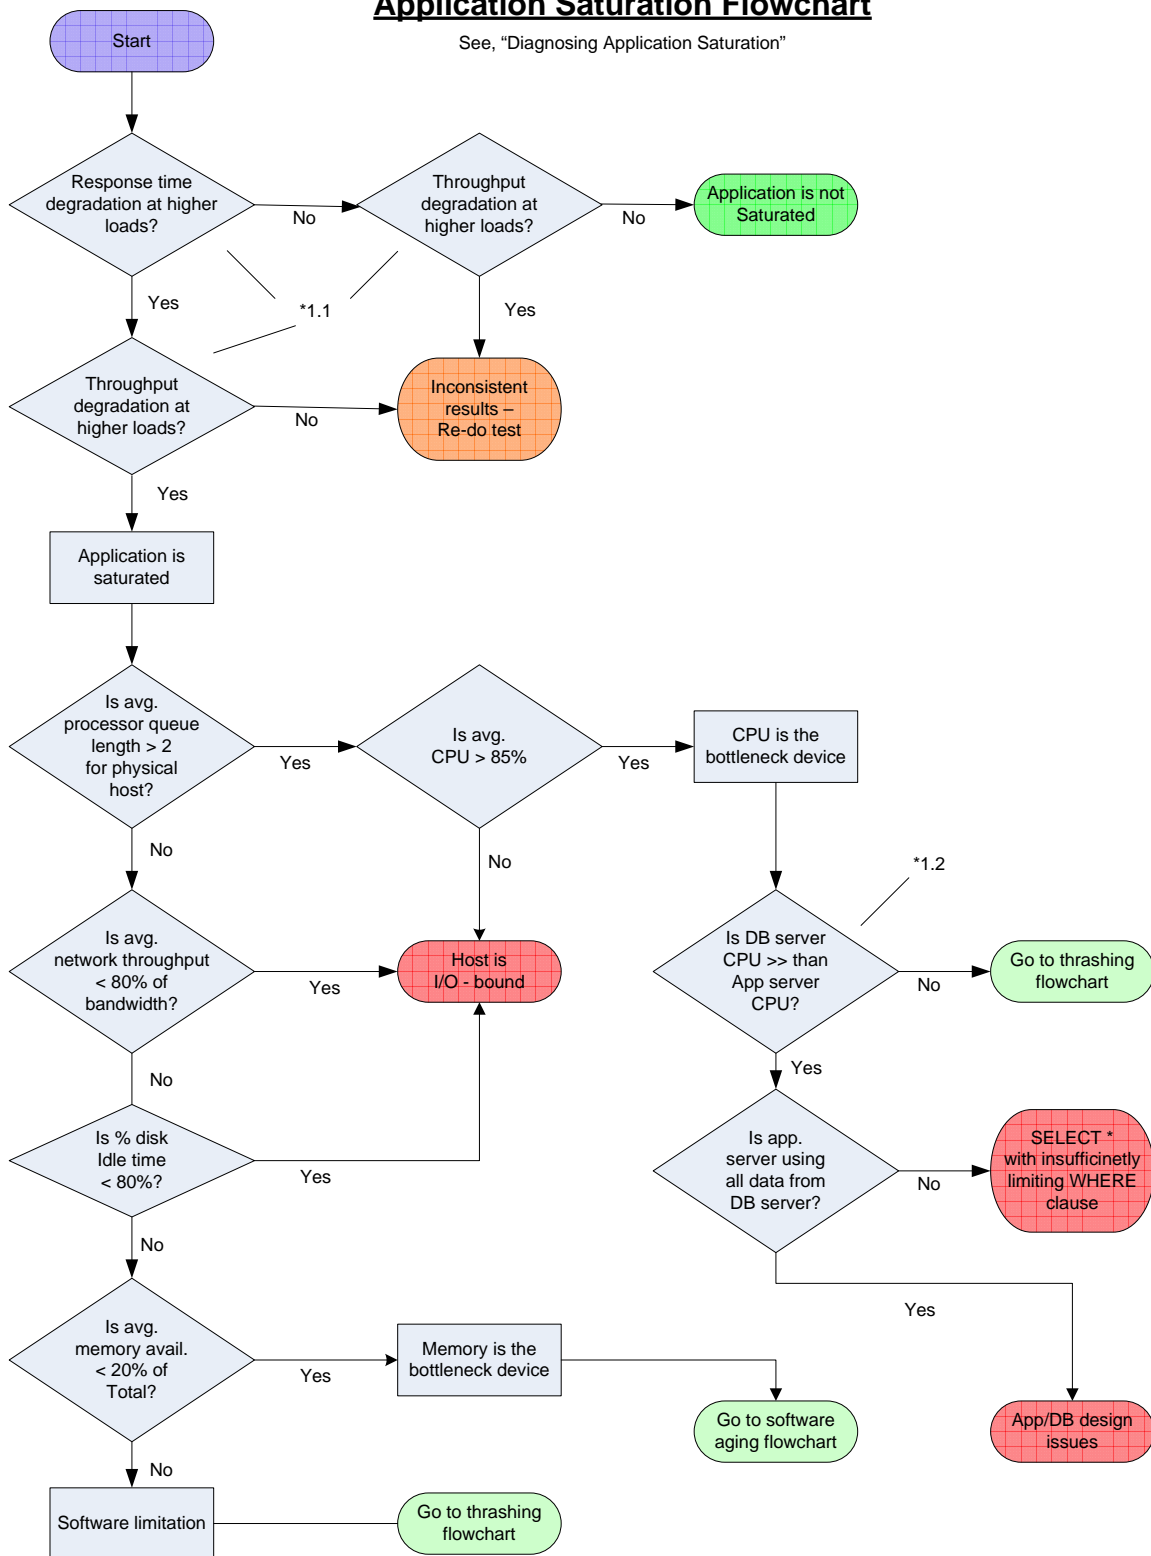 Application Saturation Flowchart
See, “Diagnosing Application Saturation”
Start
Response time
degradation at higher
loads?
No
Throughput
degradation at
higher loads?
No
Application is not
Saturated
Yes
*1.1
Yes
Throughput
degradation at
higher loads?
No
Inconsistent
results –
Re-do test
Yes
Application is
saturated
Is avg.
processor queue
length > 2
for physical
host?
Yes
Is avg.
CPU > 85%
Yes
CPU is the
bottleneck device
No
No
*1.2
Is avg.
network throughput
< 80% of
bandwidth?
Yes
Host is
I/O - bound
Is DB server
CPU >> than
App server
CPU?
No
Go to thrashing
flowchart
No
Yes
Is % disk
Idle time
< 80%?
Yes
Is app.
server using
all data from
DB server?
No
SELECT *
with insufficinetly
limiting WHERE
clause
No
Yes
Is avg.
memory avail.
< 20% of
Total?
Yes
Memory is the
bottleneck device
Go to software
aging flowchart
App/DB design
issues
No
Software limitation
Go to thrashing
flowchart